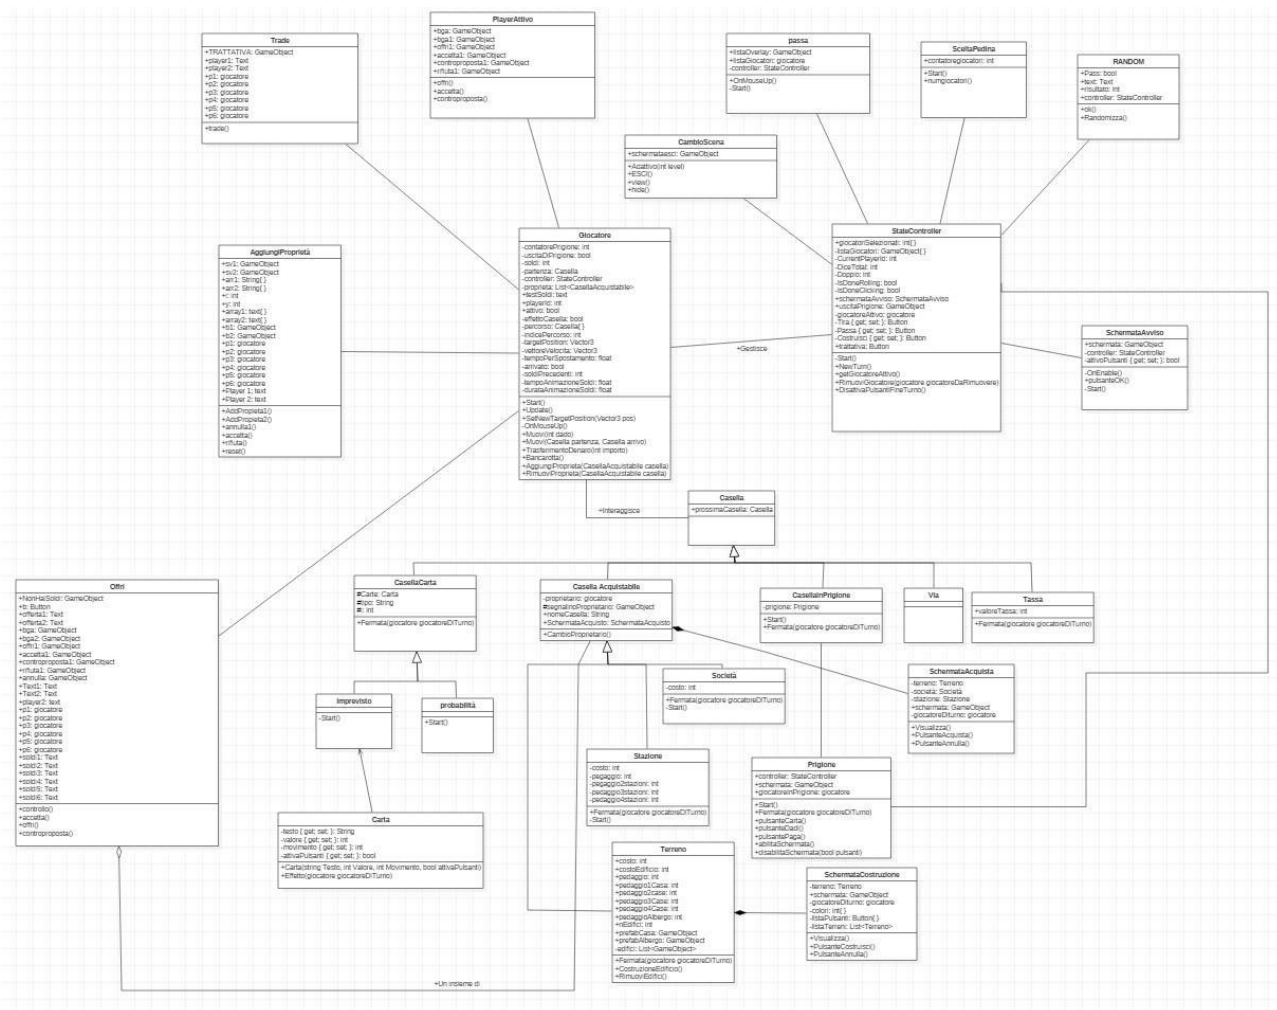 Trade
+TRATTATIVA: GameObject
+player1: Text
+player2: Text
+p1: giocatore
+p2: giocatore
+p3: giocatore
+p4: giocatore
+p5: giocatore
+p6: giocatore
+trade()
PlayerAttivo
+bga: GameObject
+bga1: GameObject
+offri1: GameObject
+accetta1: GameObject
+controproposta1: GameObject
+rifiuta1: GameObject
+offri()
+accetta()
+controproposta()
passa
+listaOverlay: GameObject
+listaGiocatori: giocatore
-controller: StateController
+OnMouseUp()
-Start()
SceltaPedina
+contatoregiocatori: int
+Start()
+numgiocatori()
RANDOM
+Pass: bool
+text: Text
+risultato: int
+controller: StateController
+ok()
+Randomizza()
CambioScena
+schermataesci: GameObject
+Acattivo(int level)
+ESCI()
+view()
+hide()
AggiungiProprietà
+sv1: GameObject
+sv2: GameObject
+arr1: String[ ]
+arr2: String[ ]
+r: int
+y: int
+array1: text[ ]
+array2: text[ ]
+b1: GameObject
+b2: GameObject
+p1: giocatore
+p2: giocatore
+p3: giocatore
+p4: giocatore
+p5: giocatore
+p6: giocatore
+Player 1: text
+Player 2: text
+AddPropieta1()
+AddPropieta2()
+annulla1()
+accetta()
+rifiuta()
+reset()
Giocatore
-contatorePrigione: int
-uscitaDiPrigione: bool
-soldi: int
-partenza: Casella
-controller: StateController
-proprieta: List<CasellaAcquistabile>
+testSoldi: text
+playerId: int
+attivo: bool
-effettoCasella: bool
-percorso: Casella[ ]
-indicePercorso: int
-targetPosition: Vector3
-vettoreVelocita: Vector3
-tempoPerSpostamento: float
-arrivato: bool
-soldiPrecedenti: int
-tempoAnimazioneSoldi: float
-durataAnimazioneSoldi: float
+Start()
+Update()
+SetNewTargetPosition(Vector3 pos)
-OnMouseUp()
+Muovi(int dado)
+Muovi(Casella partenza, Casella arrivo)
+TrasferimentoDenaro(int importo)
+Bancarotta()
+AggiungiProprieta(CasellaAcquistabile casella)
+RimuoviProprieta(CasellaAcquistabile casella)
+Gestisce
StateController
+giocatoriSelezionati: int[ ]
-listaGiocatori: GameObject[ ]
-CurrentPlayerId: int
-DiceTotal: int
-Doppio: int
-IsDoneRolling: bool
-IsDoneClicking: bool
+schermataAvviso: SchermataAvviso
+uscitaPrigione: GameObject
-giocatoreAttivo: giocatore
-Tira { get; set; }: Button
-Passa { get; set; }: Button
-Costruisci { get; set; }: Button
+trattativa: Button
-Start()
+NewTurn()
+getGiocatoreAttivo()
+RimuoviGiocatore(giocatore giocatoreDaRimuovere)
+DisattivaPulsantiFineTurno()
SchermataAvviso
+schermata: GameObject
-controller: StateController
-attivoPulsanti { get; set; }: bool
-OnEnable()
+pulsanteOK()
-Start()
+Interaggisce
Casella
+prossimaCasella: Casella
Offri
+NonHaiSoldi: GameObject
+b: Button
+offerta1: Text
+offerta2: Text
+bga: GameObject
+bga2: GameObject
+offri1: GameObject
+accetta1: GameObject
+controproposta1: GameObject
+rifiuta1: GameObject
+annulla: GameObject
+Text1: Text
+Text2: Text
+player2: text
+p1: giocatore
+p2: giocatore
+p3: giocatore
+p4: giocatore
+p5: giocatore
+p6: giocatore
+soldi1: Text
+soldi2: Text
+soldi3: Text
+soldi4: Text
+soldi5: Text
+soldi6: Text
+controllo()
+accetta()
+offri()
+controproposta()
CasellaCarta
#Carte: Carta
#tipo: String
#i: int
+Fermata(giocatore giocatoreDiTurno)
Casella Acquistabile
-proprietario: giocatore
#segnalinoProprietario: GameObject
+nomeCasella: String
+SchermataAcquisto: SchermataAcquisto
+CambioProprietario()
CasellaInPrigione
-prigione: Prigione
+Start()
+Fermata(giocatore giocatoreDiTurno)
Via
Tassa
+valoreTassa: int
+Fermata(giocatore giocatoreDiTurno)
Imprevisto
-Start()
probabilità
+Start()
Società
-costo: int
+Fermata(giocatore giocatoreDiTurno)
-Start()
SchermataAcquista
-terreno: Terreno
-societa: Società
-stazione: Stazione
+schermata: GameObject
-giocatoreDiturno: giocatore
+Visualizza()
+PulsanteAcquista()
+PulsanteAnnulla()
Stazione
-costo: int
-pegaggio: int
-pegaggio2stazioni: int
-pedaggio3stazioni: int
-pedaggio4stazioni: int
+Fermata(giocatore giocatoreDiTurno)
-Start()
Prigione
+controller: StateController
+schermata: GameObject
+giocatoreInPrigione: giocatore
+Start()
+Fermata(giocatore giocatoreDiTurno)
+pulsanteCarta()
+pulsanteDadi()
+pulsantePaga()
+abilitaSchermata()
+disabilitaSchermata(bool pulsanti)
Carta
-testo { get; set; }: String
-valore { get; set; }: int
-movimento { get; set; }: int
-attivaPulsanti { get; set; }: bool
+Carta(string Testo, int Valore, int Movimento, bool attivaPulsanti)
+Effetto(giocatore giocatoreDiTurno)
Terreno
+costo: int
+costoEdificio: int
+pedaggio: int
+pedaggio1Casa: int
+pedaggio2case: int
+pedaggio3Case: int
+pedaggio4Case: int
+pedaggioAlbergo: int
+nEdifici: int
+prefabCasa: GameObject
+prefabAlbergo: GameObject
-edifici: List<GameObject>
+Fermata(giocatore giocatoreDiTurno)
+CostruzioneEdificio()
+RimuoviEdifici()
SchermataCostruzione
-terreno: Terreno
+schermata: GameObject
-giocatoreDiturno: giocatore
-colori: int[ ]
-listaPulsanti: Button[ ]
-listaTerreni: List<Terreno>
+Visualizza()
+PulsanteCostruisci()
+PulsanteAnnulla()
+Un insieme di